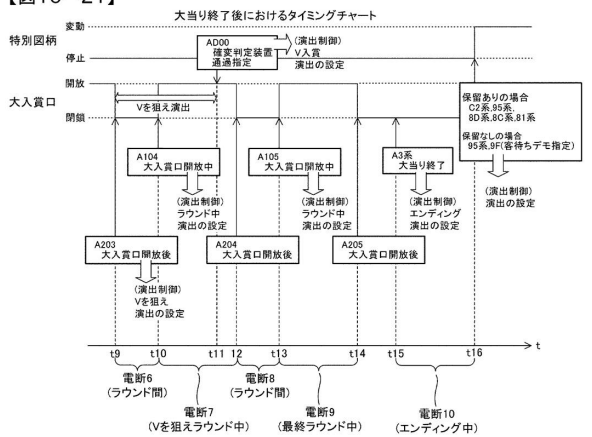 【図16－21】
大当り終了後におけるタイミングチャート
特別図柄
変動
停止
AD00
確変判定装置
通過指定
(演出制御)
V入賞
演出の設定
大入賞口
開放
閉鎖
Vを狙え演出
保留ありの場合
C2系,95系,
8D系,8C系,81系
保留なしの場合
95系,9F(客待ちデモ指定)
(演出制御)
演出の設定
A104
大入賞口開放中
(演出制御)
ラウンド中
演出の設定
A105
大入賞口開放中
(演出制御)
ラウンド中
演出の設定
A3系
大当り終了
(演出制御)
エンディング
演出の設定
A203
大入賞口開放後
(演出制御)
Vを狙え
演出の設定
A204
大入賞口開放後
A205
大入賞口開放後
t
t9 t10 t11 12 t13 t14 t15 t16
電断6
(ラウンド間)
電断7
(Vを狙えラウンド中)
電断8
(ラウンド間)
電断9
(最終ラウンド中)
電断10
(エンディング中)